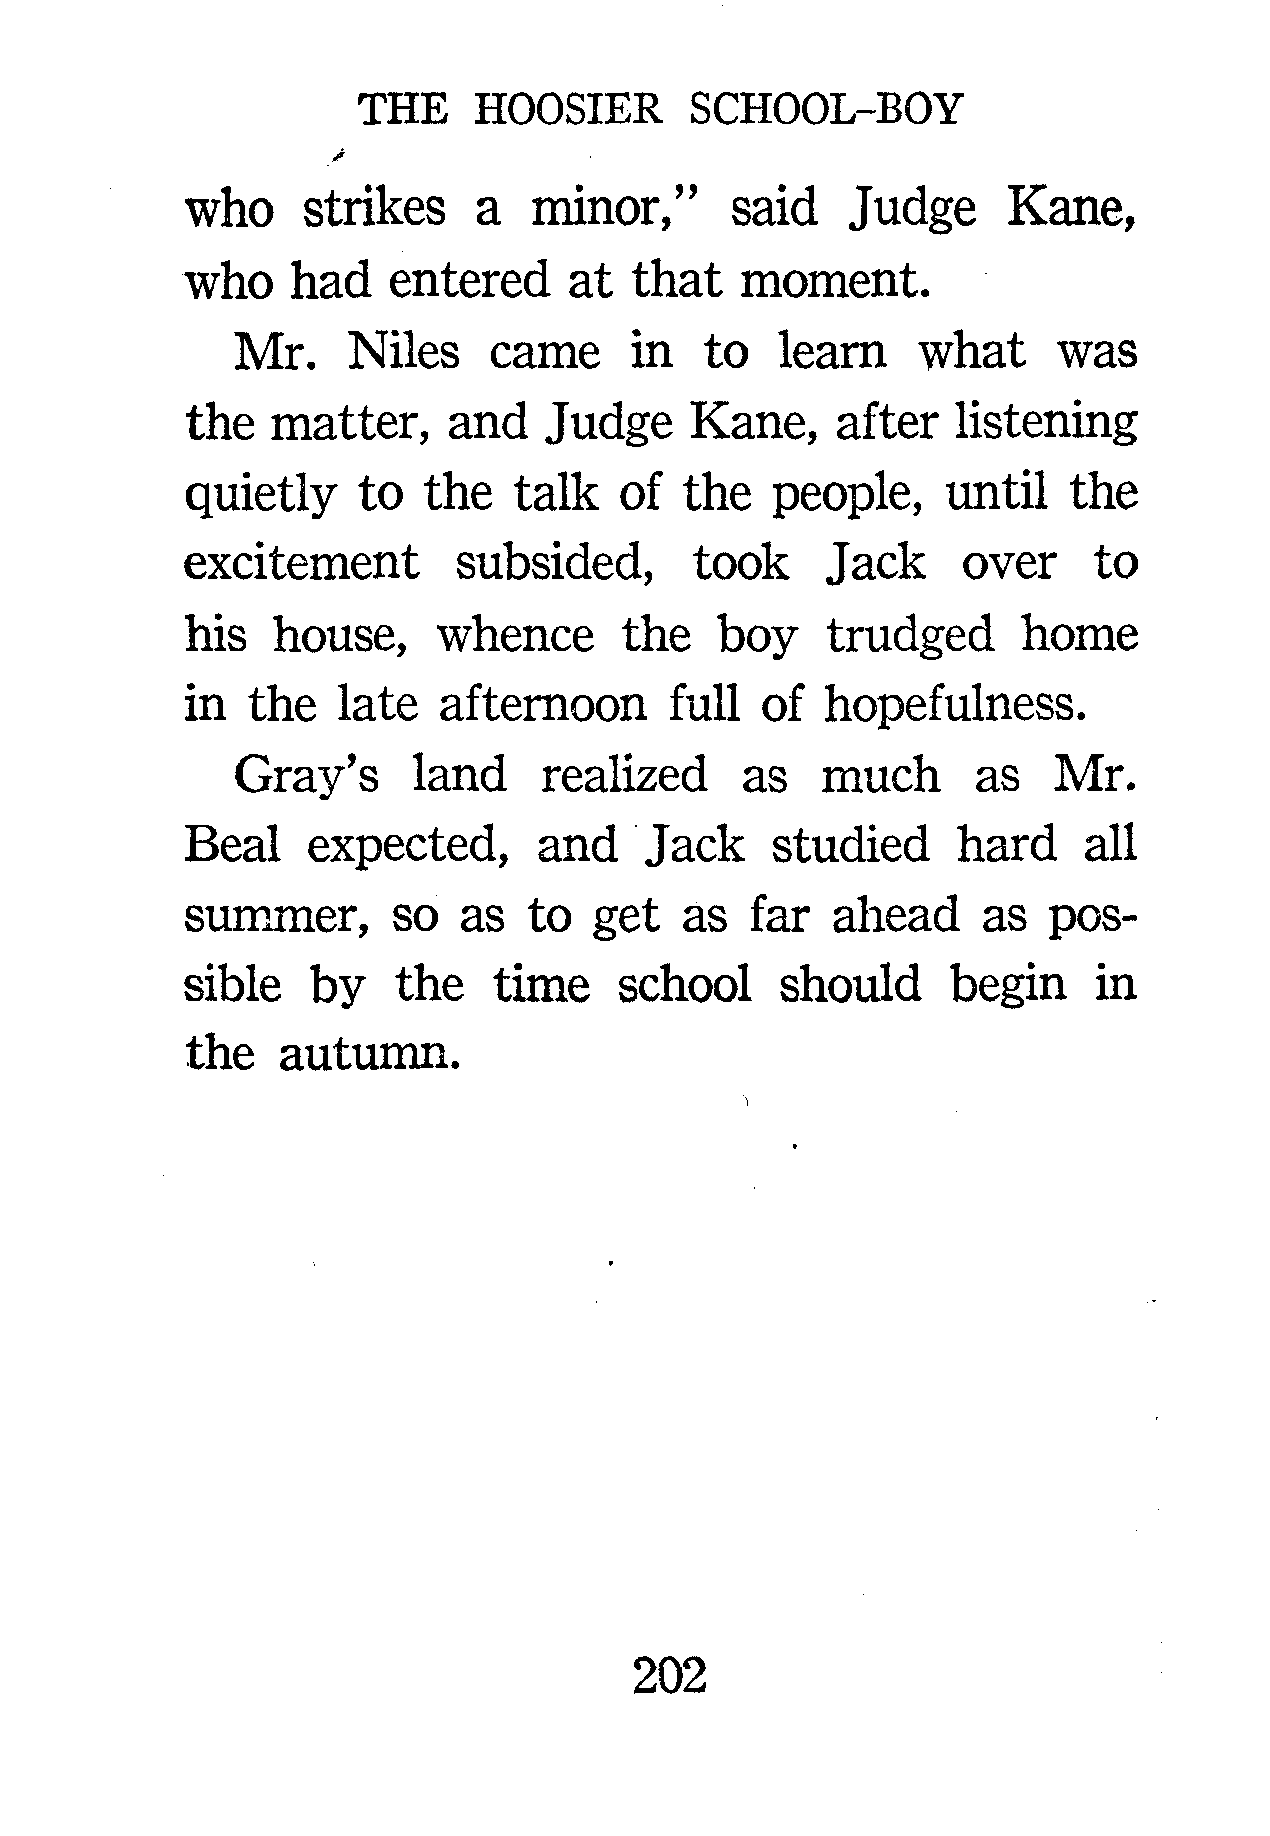 THE HOOSIER SCHOOL-BOY
who strikes a minor,” said Judge Kane,
who had entered at that moment.
Mr. Niles came in to learn what was
the matter, and Judge Kane, after listening
quietly to the talk of the people, until the
excitement subsided, took Jack over to
his house, whence the boy trudged home
in the late afternoon full of hopefulness.
Gray’s land realized as much as Mr.
Beal expected, and Jack studied hard all
summer, so as to get as far ahead as pos-
sible by the time school should begin in
the autumn.
202